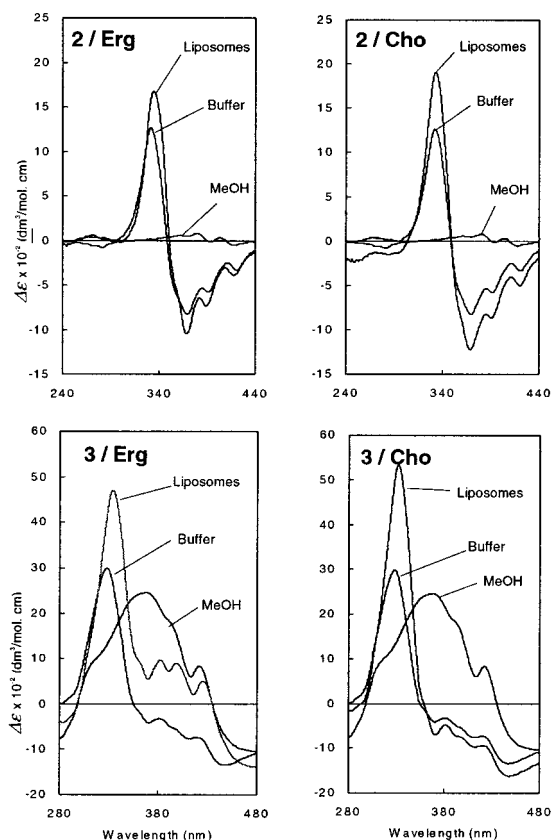 2 / Erg
25
20
15
10
5
0
-5
-10
-15
Liposomes
Buffer
MeOH
Δε x 10⁻² (dm³/mol. cm)
240
340
440
2 / Cho
25
20
15
10
5
0
-5
-10
-15
Liposomes
Buffer
MeOH
240
340
440
3 / Erg
60
50
40
30
20
10
0
-10
-20
Liposomes
Buffer
MeOH
Δε x 10⁻² (dm³/mol. cm)
280
380
480
Wavelength (nm)
3 / Cho
60
50
40
30
20
10
0
-10
-20
Liposomes
Buffer
MeOH
280
380
480
Wavelength (nm)